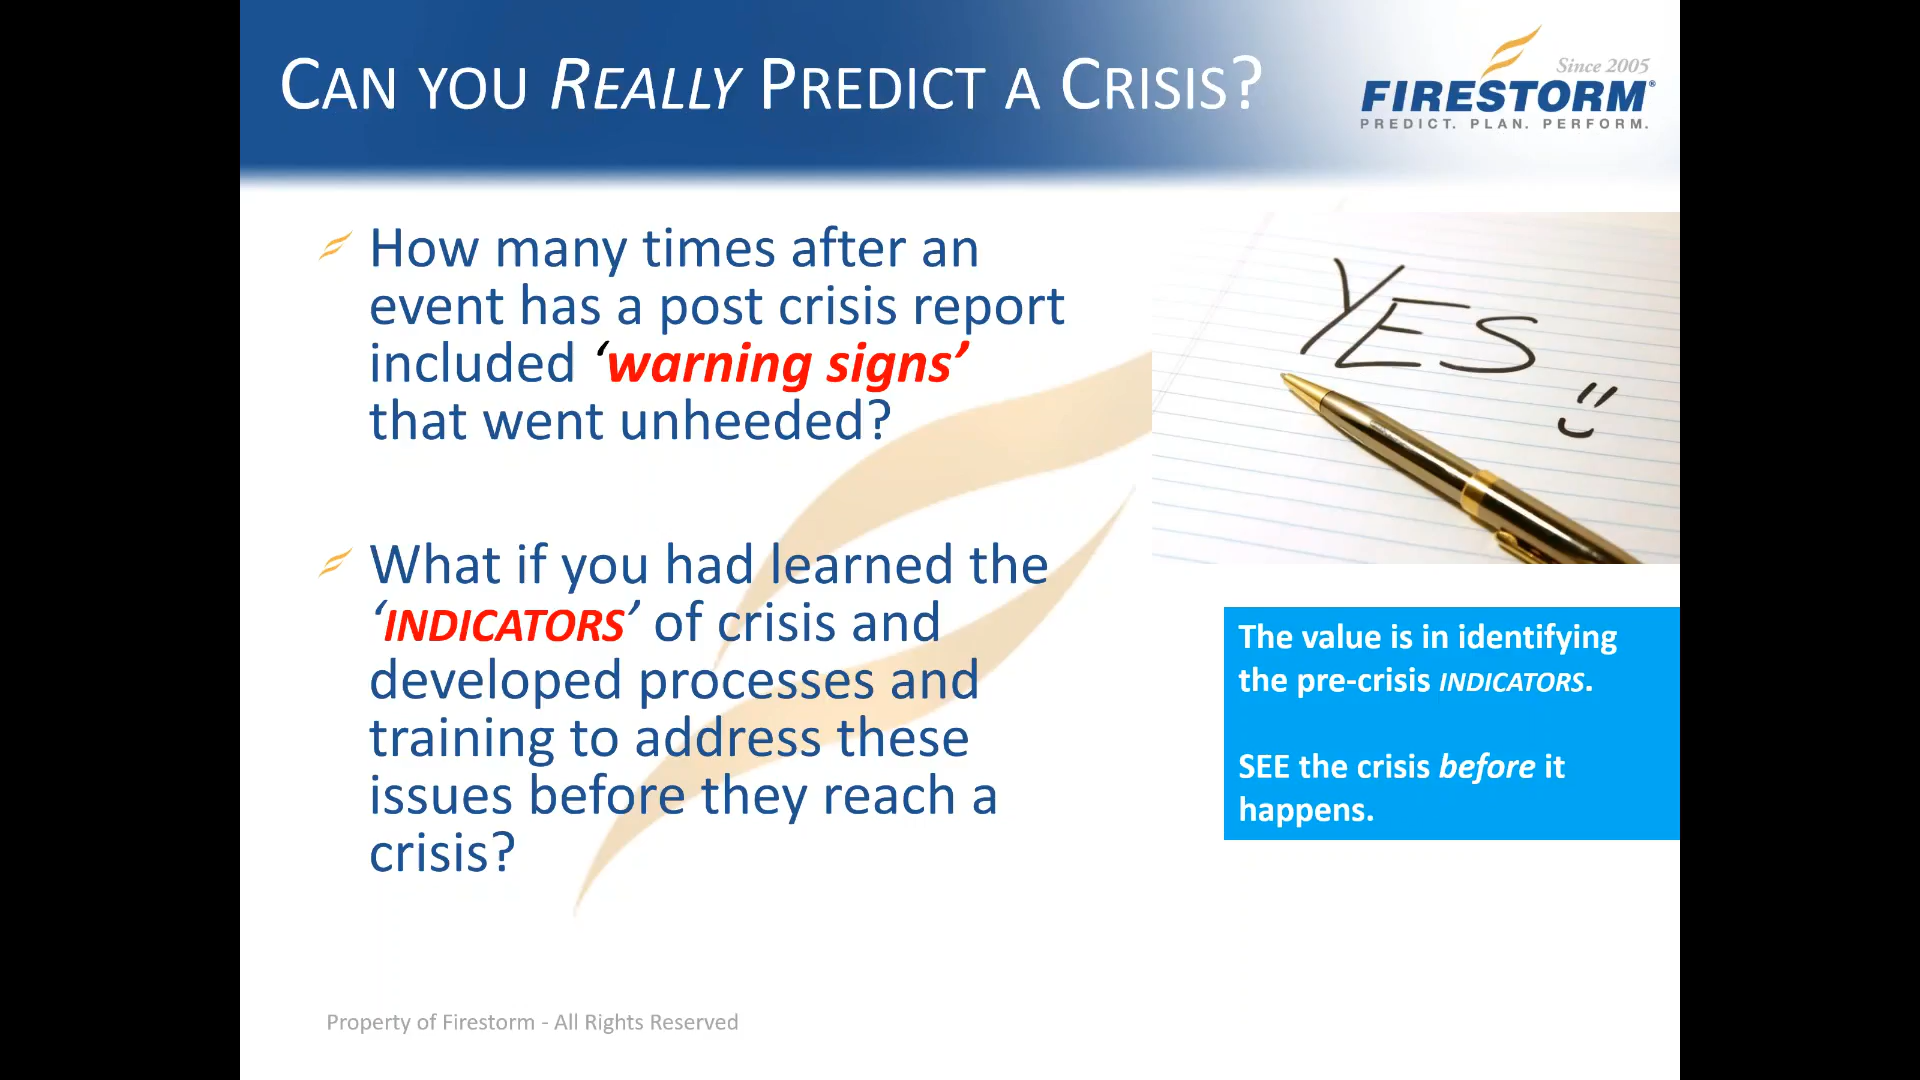 CAN YOU REALLY PREDICT A CRISIS?
Since 2005
FIRESTORM®
PREDICT. PLAN. PERFORM.
How many times after an
event has a post crisis report
included ‘warning signs’
that went unheeded?
YES
What if you had learned the
‘INDICATORS’ of crisis and
developed processes and
training to address these
issues before they reach a
crisis?
The value is in identifying
the pre-crisis INDICATORS.
SEE the crisis before it
happens.
Property of Firestorm - All Rights Reserved